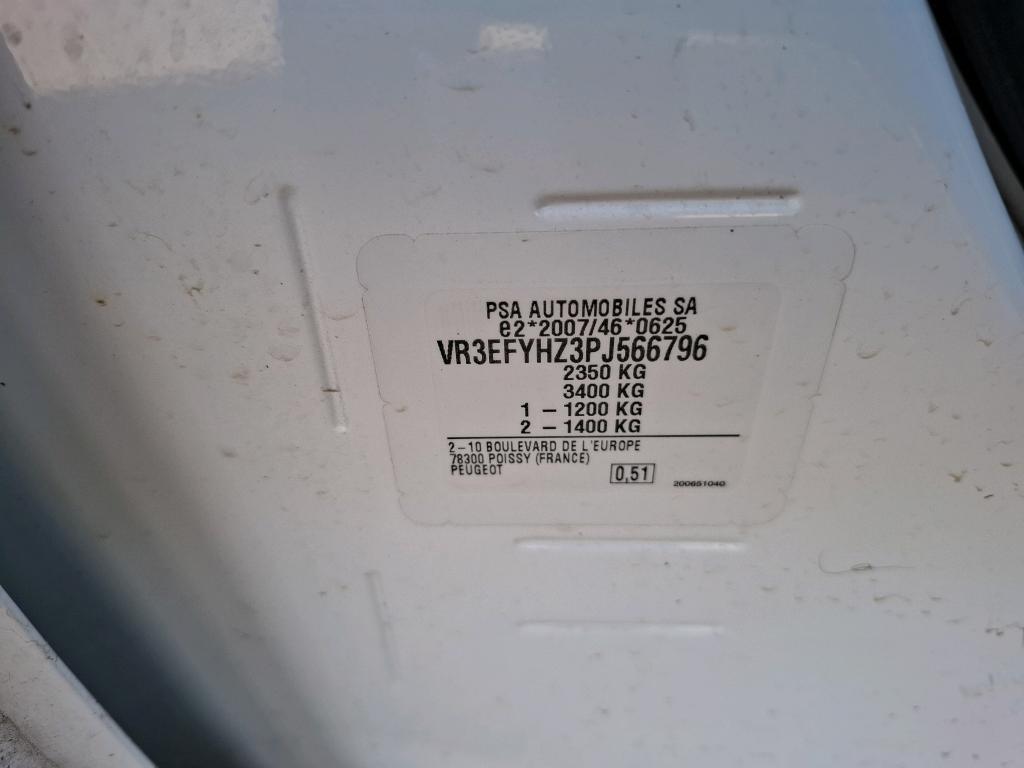 PSA AUTOMOBILES SA
e2*2007/46*0625
VR3EFYHZ3PJ566796
2350 KG
3400 KG
1 – 1200 KG
2 – 1400 KG
2–10 BOULEVARD DE L'EUROPE
78300 POISSY (FRANCE)
PEUGEOT
0,51
200651040